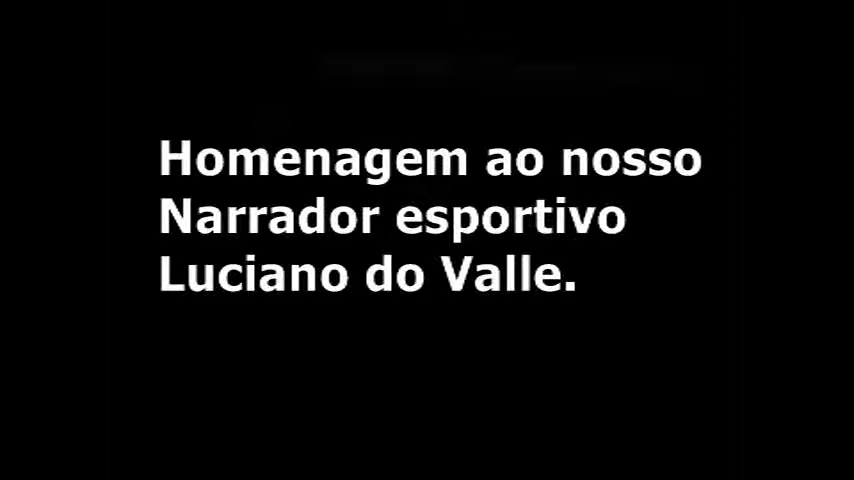 Homenagem ao nosso
Narrador esportivo
Luciano do Valle.